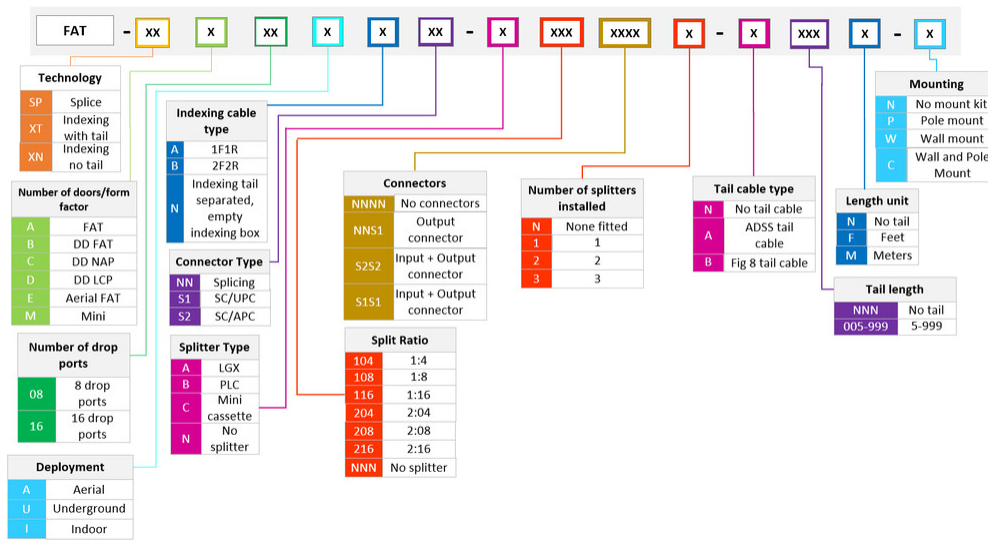 FAT - XX X XX X X XX - X XXX XXXX X - X XXX X - X
Technology
SP Splice
XT Indexing
with tail
XN Indexing
no tail
Number of doors/form
factor
A FAT
B DD FAT
C DD NAP
D DD LCP
E Aerial FAT
M Mini
Number of drop
ports
08 8 drop
ports
16 16 drop
ports
Deployment
A Aerial
U Underground
I Indoor
Indexing cable
type
A 1F1R
B 2F2R
N Indexing tail
separated,
empty
indexing box
Connector Type
NN Splicing
S1 SC/UPC
S2 SC/APC
Splitter Type
A LGX
B PLC
C Mini
cassette
N No
splitter
Connectors
NNNN No connectors
NNS1 Output
connector
S2S2 Input + Output
connector
S1S1 Input + Output
connector
Split Ratio
104 1:4
108 1:8
116 1:16
204 2:04
208 2:08
216 2:16
NNN No splitter
Number of splitters
installed
N None fitted
1 1
2 2
3 3
Tail cable type
N No tail cable
A ADSS tail
cable
B Fig 8 tail cable
Tail length
NNN No tail
005-999 5-999
Length unit
N No tail
F Feet
M Meters
Mounting
N No mount kit
P Pole mount
W Wall mount
C Wall and Pole
Mount